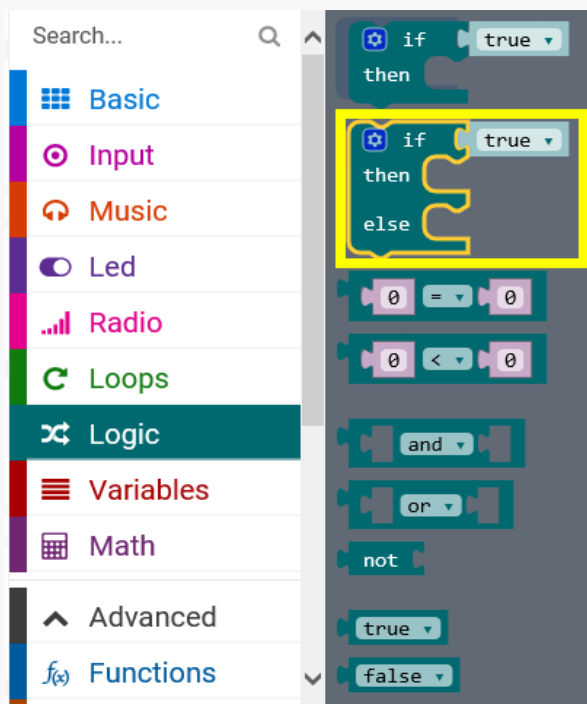 Search...
Basic
Input
Music
Led
Radio
Loops
Logic
Variables
Math
Advanced
f(x) Functions
if true
then
if true
then
else
0 = 0
0 < 0
and
or
not
true
false